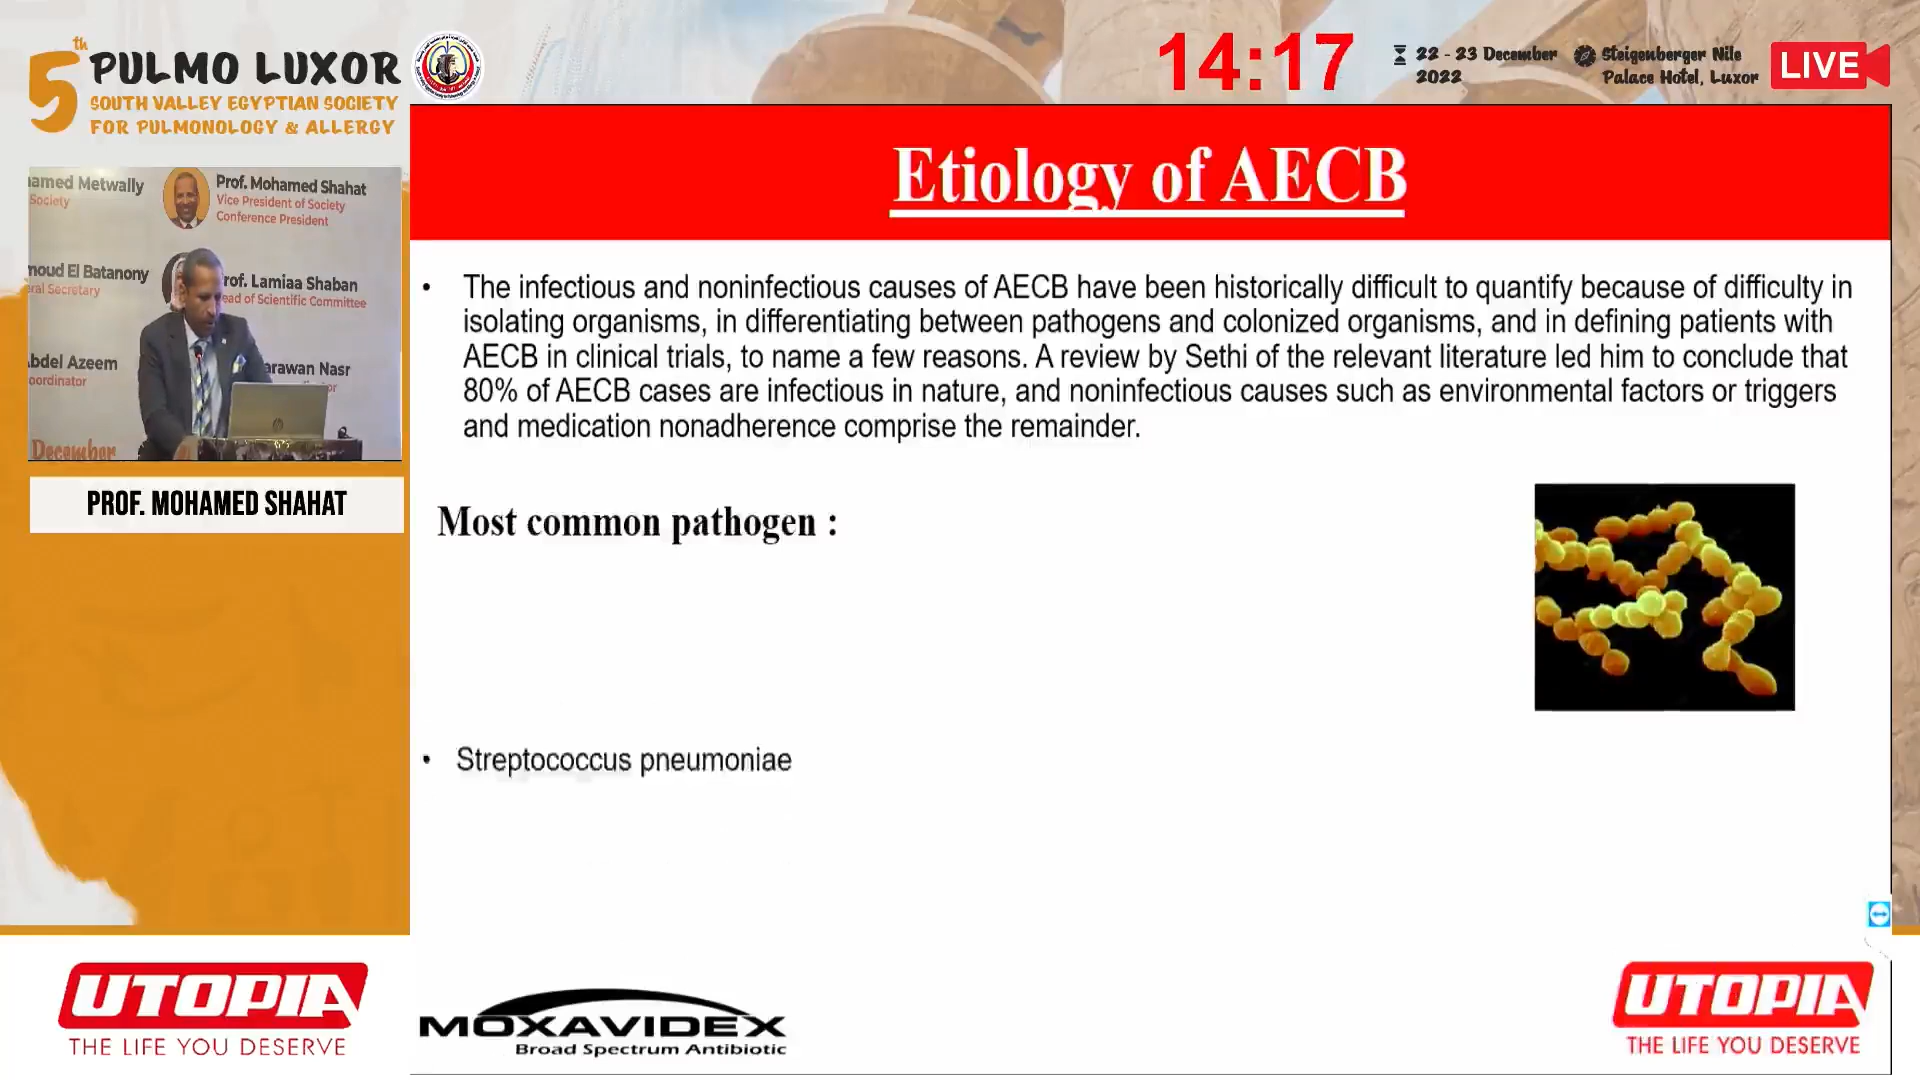 5th PULMO LUXOR
SOUTH VALLEY EGYPTIAN SOCIETY
FOR PULMONOLOGY & ALLERGY
14:17
22 - 23 December
2022
Steigenberger Nile
Palace Hotel, Luxor
LIVE
amed Metwally
Society
Prof. Mohamed Shahat
Vice President of Society
Conference President
moud El Batanony
ral Secretary
rof. Lamiaa Shaban
ead of Scientific Committee
bdel Azeem
oordinator
arawan Nasr
December
PROF. MOHAMED SHAHAT
Etiology of AECB
• The infectious and noninfectious causes of AECB have been historically difficult to quantify because of difficulty in
isolating organisms, in differentiating between pathogens and colonized organisms, and in defining patients with
AECB in clinical trials, to name a few reasons. A review by Sethi of the relevant literature led him to conclude that
80% of AECB cases are infectious in nature, and noninfectious causes such as environmental factors or triggers
and medication nonadherence comprise the remainder.
Most common pathogen :
• Streptococcus pneumoniae
UTOPIA
THE LIFE YOU DESERVE
MOXAVIDEX
Broad Spectrum Antibiotic
UTOPIA
THE LIFE YOU DESERVE